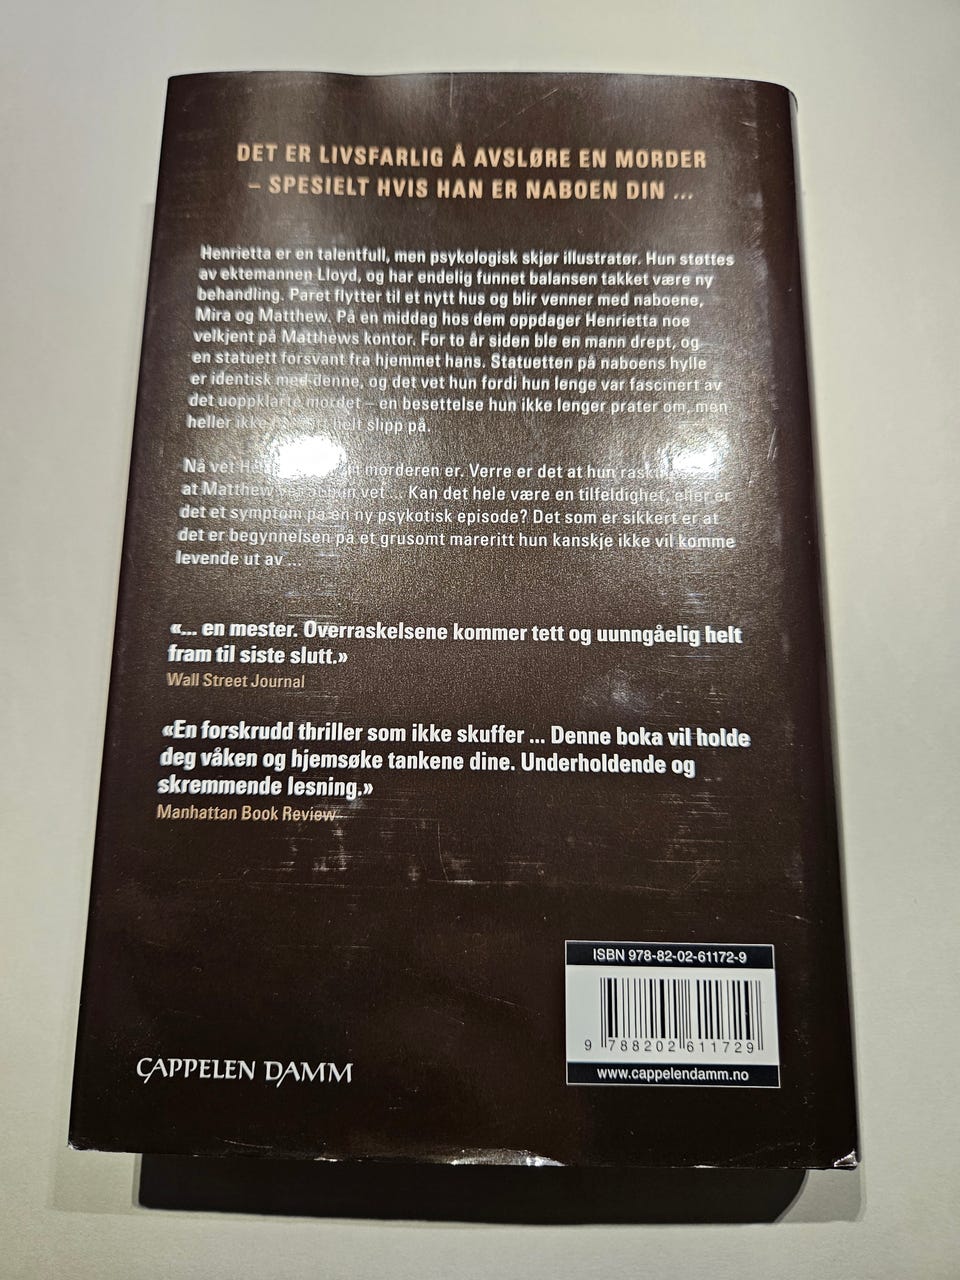 DET ER LIVSFARLIG Å AVSLØRE EN MORDER
– SPESIELT HVIS HAN ER NABOEN DIN ...
Henrietta er en talentfull, men psykologisk skjør illustratør. Hun støttes
av ektemannen Lloyd, og har endelig funnet balansen takket være ny
behandling. Paret flytter til et nytt hus og blir venner med naboene,
Mira og Matthew. På en middag hos dem oppdager Henrietta noe
velkjent på Matthews kontor. For to år siden ble en mann drept, og
en statuett forsvant fra hjemmet hans. Statuetten på naboens hylle
er identisk med denne, og det vet hun fordi hun lenge var fascinert av
det uoppklarte mordet – en besettelse hun ikke lenger prater om, men
heller ikke helt slipp på.
Nå vet morderen er. Verre er det at hun
at Matthew vet at hun vet ... Kan det hele være en tilfeldighet, eller er
det et symptom på en ny psykotisk episode? Det som er sikkert er at
det er begynnelsen på et grusomt mareritt hun kanskje ikke vil komme
levende ut av ...
«... en mester. Overraskelsene kommer tett og uunngåelig helt
fram til siste slutt.»
Wall Street Journal
«En forskrudd thriller som ikke skuffer ... Denne boka vil holde
deg våken og hjemsøke tankene dine. Underholdende og
skremmende lesning.»
Manhattan Book Review
ISBN 978-82-02-61172-9
9 788202 611729
www.cappelendamm.no
CAPPELEN DAMM